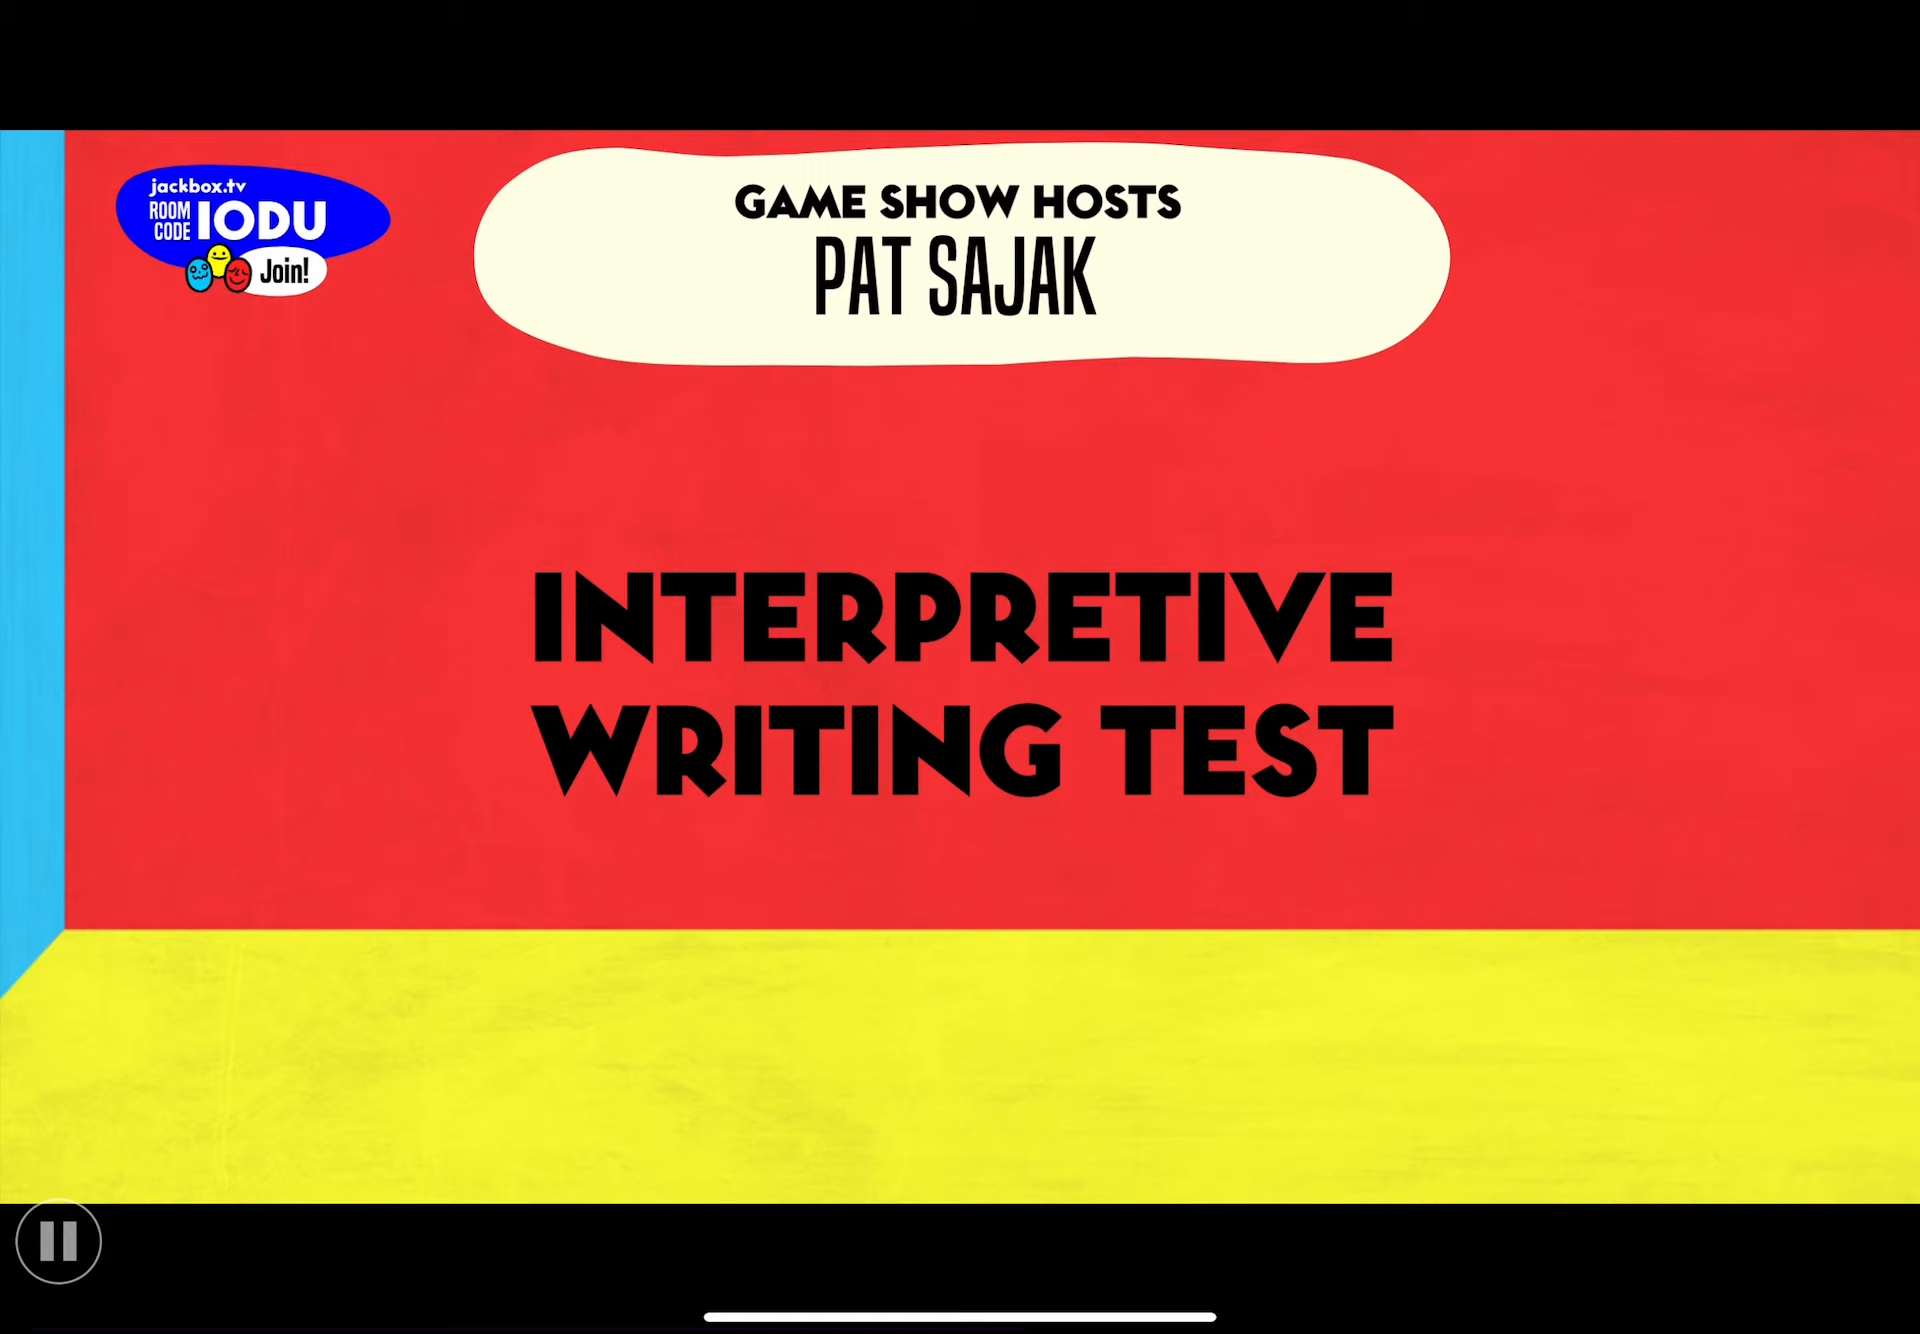 jackbox.tv
ROOM CODE IODU
Join!
GAME SHOW HOSTS
PAT SAJAK
INTERPRETIVE
WRITING TEST